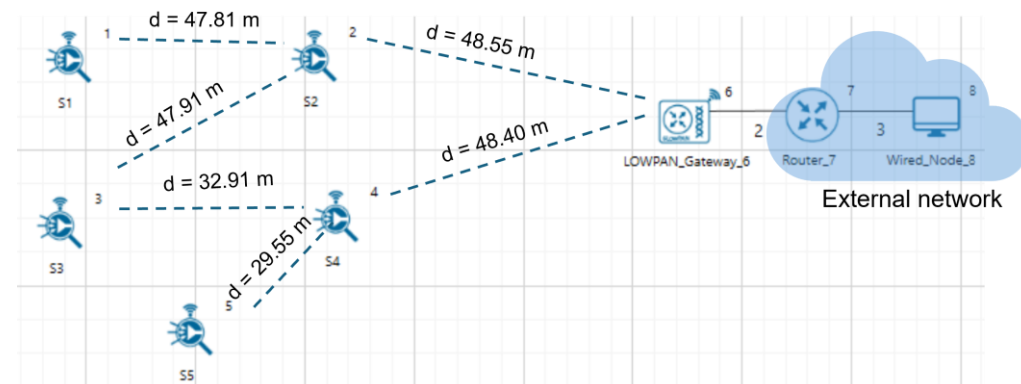 d = 47.81 m
1
2
d = 48.55 m
S1
S2
d = 47.91 m
6
7
8
2
3
LOWPAN_Gateway_6
Router_7
Wired_Node_8
External network
d = 48.40 m
3
d = 32.91 m
4
S3
S4
d = 29.55 m
5
S5